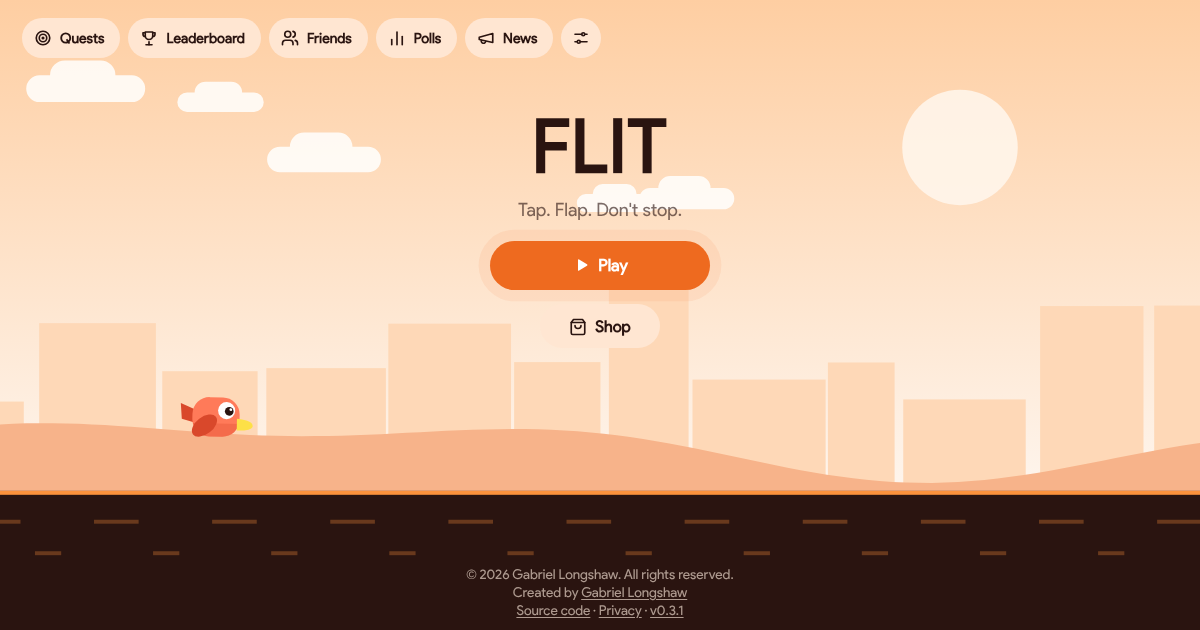 Quests Leaderboard Friends Polls News
FLIT
Tap. Flap. Don't stop.
Play
Shop
© 2026 Gabriel Longshaw. All rights reserved.
Created by Gabriel Longshaw
Source code · Privacy · v0.3.1